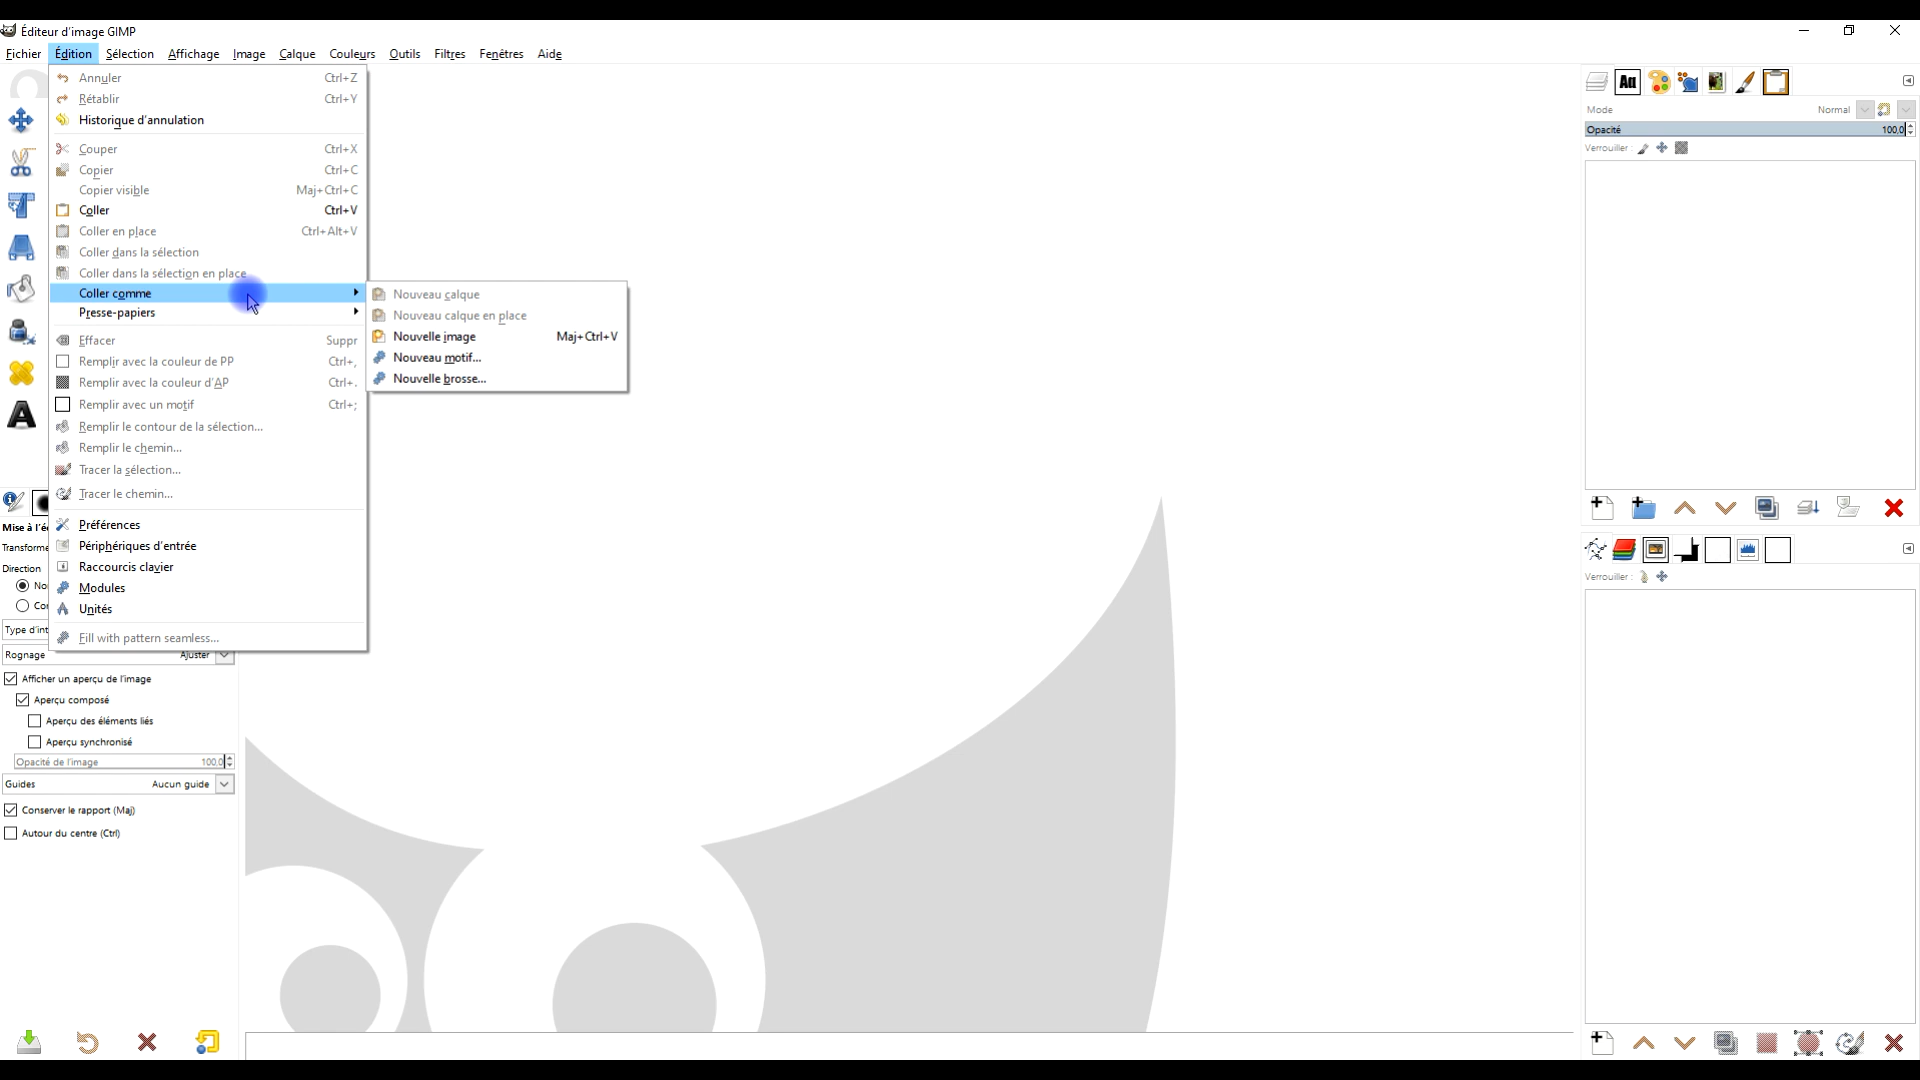 Éditeur d'image GIMP
Fichier Édition Sélection Affichage Image Calque Couleurs Outils Filtres Fenêtres Aide
Annuler Ctrl+Z
Rétablir Ctrl+Y
Historique d'annulation
Couper Ctrl+X
Copier Ctrl+C
Copier visible Maj+Ctrl+C
Coller Ctrl+V
Coller en place Ctrl+Alt+V
Coller dans la sélection
Coller dans la sélection en place
Coller comme
Presse-papiers
Effacer Suppr
Remplir avec la couleur de PP Ctrl+,
Remplir avec la couleur d'AP Ctrl+.
Remplir avec un motif Ctrl+;
Remplir le contour de la sélection...
Remplir le chemin...
Tracer la sélection...
Tracer le chemin...
Préférences
Périphériques d'entrée
Raccourcis clavier
Modules
Unités
Fill with pattern seamless...
Nouveau calque
Nouveau calque en place
Nouvelle image Maj+Ctrl+V
Nouveau motif...
Nouvelle brosse...
Mise à l'é
Transforme
Direction
No
Co
Type d'int
Rognage Ajuster
Afficher un aperçu de l'image
Aperçu composé
Aperçu des éléments liés
Aperçu synchronisé
Opacité de l'image 100,0
Guides Aucun guide
Conserver le rapport (Maj)
Autour du centre (Ctrl)
Aa
Mode Normal
Opacité 100,0
Verrouiller :
Verrouiller :